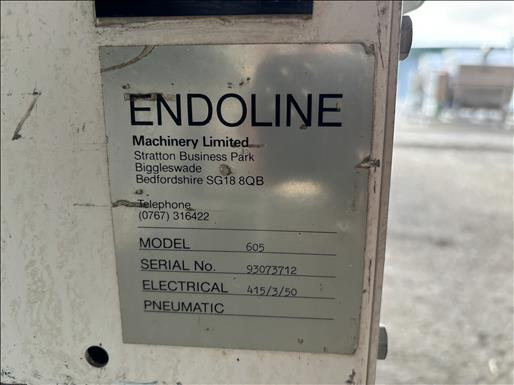 ENDOLINE
Machinery Limited
Stratton Business Park
Biggleswade
Bedfordshire SG18 8QB
Telephone
(0767) 316422
MODEL 605
SERIAL No. 93073712
ELECTRICAL 415/3/50
PNEUMATIC